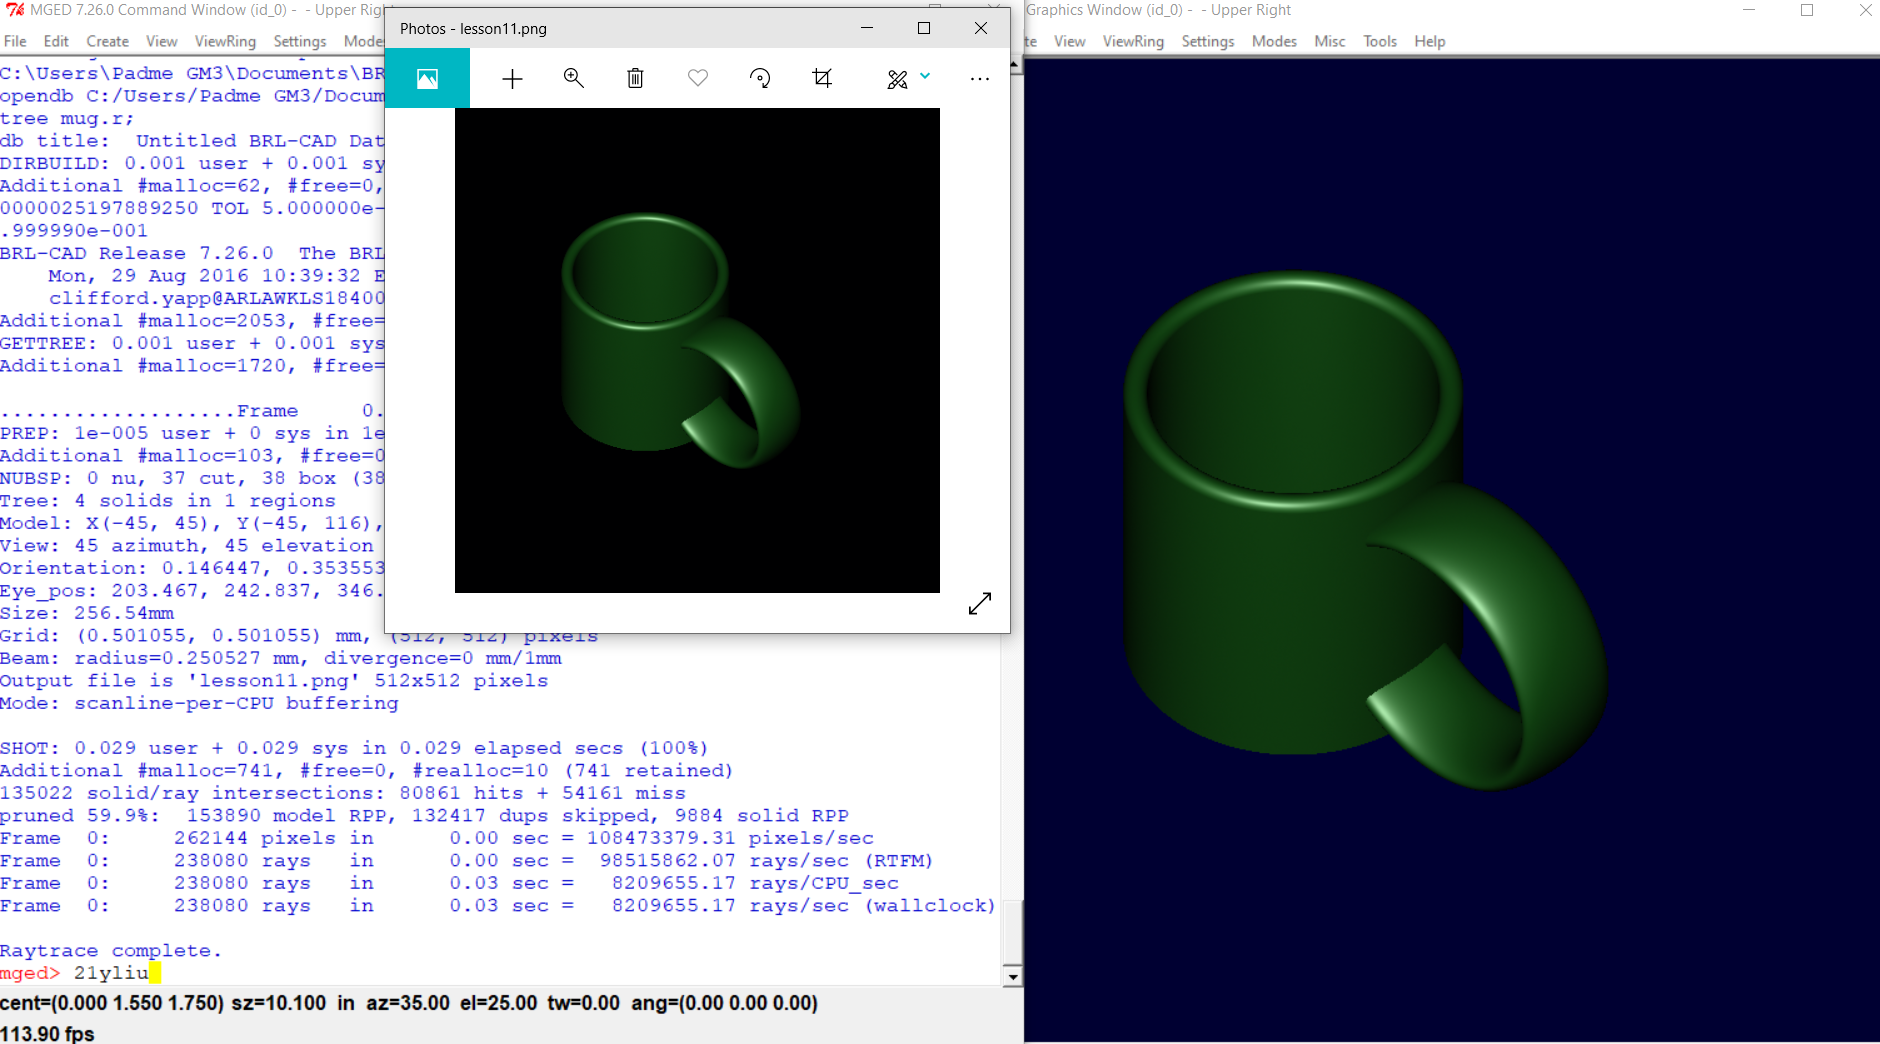 MGED 7.26.0 Command Window (id_0) - - Upper Righ
File Edit Create View ViewRing Settings Modes
C:\Users\Padme GM3\Documents\BR
opendb C:/Users/Padme GM3/Docum
tree mug.r;
db title:  Untitled BRL-CAD Dat
DIRBUILD: 0.001 user + 0.001 sy
Additional #malloc=62, #free=0,
0000025197889250 TOL 5.000000e-
.999990e-001
BRL-CAD Release 7.26.0  The BRL
Mon, 29 Aug 2016 10:39:32 E
clifford.yapp@ARLAWKLS18400
Additional #malloc=2053, #free=
GETTREE: 0.001 user + 0.001 sys
Additional #malloc=1720, #free=
...................Frame     0.
PREP: 1e-005 user + 0 sys in 1e
Additional #malloc=103, #free=0
NUBSP: 0 nu, 37 cut, 38 box (38
Tree: 4 solids in 1 regions
Model: X(-45, 45), Y(-45, 116),
View: 45 azimuth, 45 elevation
Orientation: 0.146447, 0.353553
Eye_pos: 203.467, 242.837, 346.
Size: 256.54mm
Grid: (0.501055, 0.501055) mm, (512, 512) pixels
Beam: radius=0.250527 mm, divergence=0 mm/1mm
Output file is 'lesson11.png' 512x512 pixels
Mode: scanline-per-CPU buffering
SHOT: 0.029 user + 0.029 sys in 0.029 elapsed secs (100%)
Additional #malloc=741, #free=0, #realloc=10 (741 retained)
135022 solid/ray intersections: 80861 hits + 54161 miss
pruned 59.9%:  153890 model RPP, 132417 dups skipped, 9884 solid RPP
Frame  0:     262144 pixels in      0.00 sec = 108473379.31 pixels/sec
Frame  0:     238080 rays   in      0.00 sec =  98515862.07 rays/sec (RTFM)
Frame  0:     238080 rays   in      0.03 sec =   8209655.17 rays/CPU_sec
Frame  0:     238080 rays   in      0.03 sec =   8209655.17 rays/sec (wallclock)
Raytrace complete.
mged> 21yliu
cent=(0.000 1.550 1.750) sz=10.100 in az=35.00 el=25.00 tw=0.00 ang=(0.00 0.00 0.00)
113.90 fps
Photos - lesson11.png
Graphics Window (id_0) - - Upper Right
te View ViewRing Settings Modes Misc Tools Help